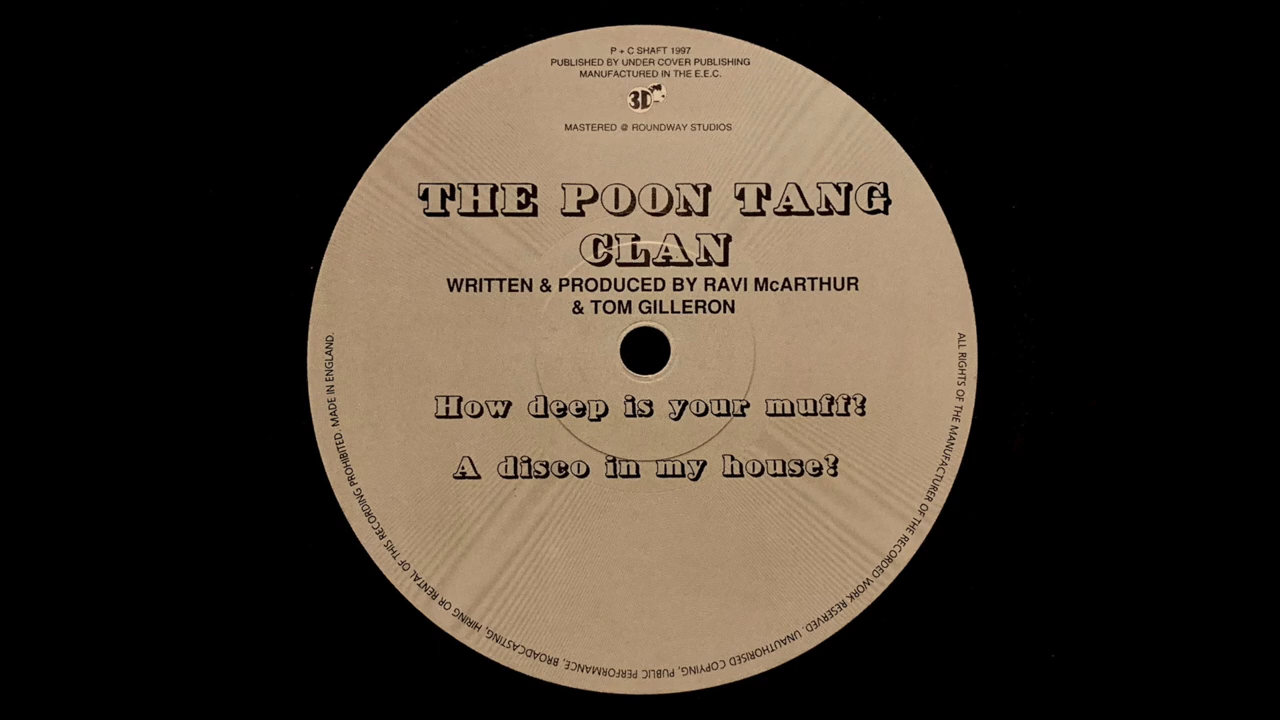 P + C SHAFT 1997
PUBLISHED BY UNDER COVER PUBLISHING
MANUFACTURED IN THE E.E.C.
3D
MASTERED @ ROUNDWAY STUDIOS
THE POON TANG
CLAN
WRITTEN & PRODUCED BY RAVI McARTHUR
& TOM GILLERON
How deep is your muff?
A disco in my house?
ALL RIGHTS OF THE MANUFACTURER OF THE RECORDED WORK RESERVED. UNAUTHORISED COPYING, PUBLIC PERFORMANCE, BROADCASTING, HIRING OR RENTAL OF THIS RECORDING PROHIBITED. MADE IN ENGLAND.